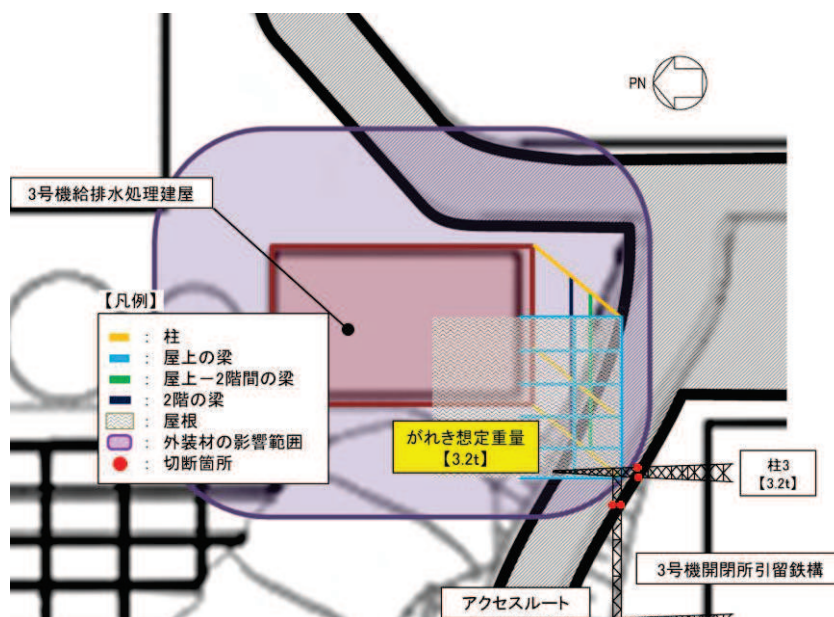 PN
3号機給排水処理建屋
【凡例】
： 柱
： 屋上の梁
： 屋上－2階間の梁
： 2階の梁
： 屋根
： 外装材の影響範囲
： 切断箇所
がれき想定重量
【3.2t】
柱3
【3.2t】
3号機開閉所引留鉄構
アクセスルート